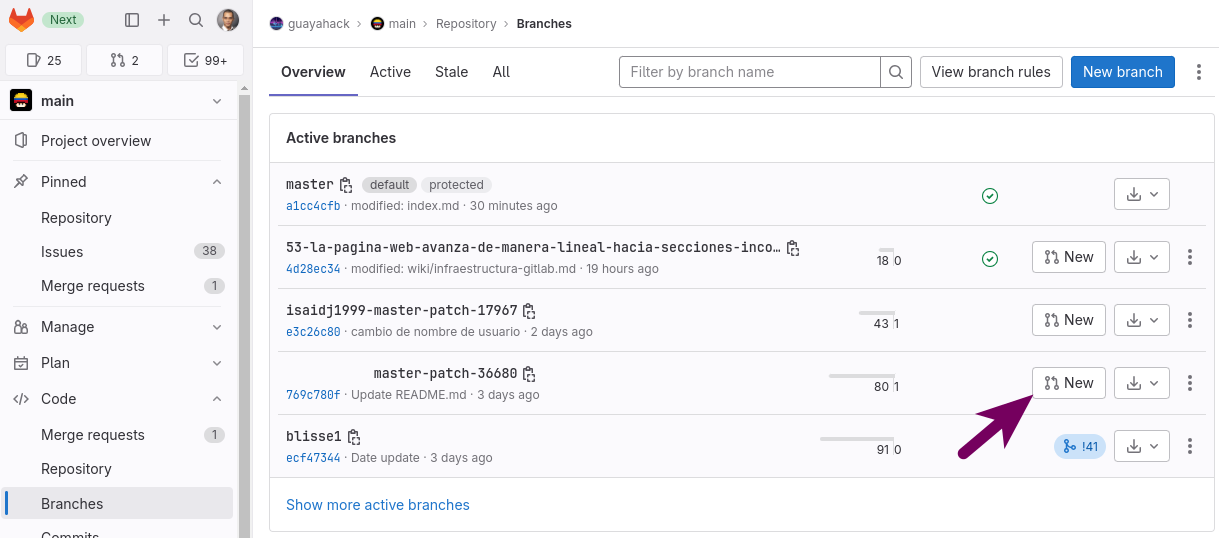 Next
guayahack › main › Repository › Branches
25
2
99+
Overview Active Stale All
Filter by branch name
View branch rules
New branch
main
Project overview
Pinned
Repository
Issues 38
Merge requests 1
Manage
Plan
Code
Merge requests 1
Repository
Branches
Commits
Active branches
master default protected
a1cc4cfb · modified: index.md · 30 minutes ago
53-la-pagina-web-avanza-de-manera-lineal-hacia-secciones-inco…
4d28ec34 · modified: wiki/infraestructura-gitlab.md · 19 hours ago
18 0
New
isaidj1999-master-patch-17967
e3c26c80 · cambio de nombre de usuario · 2 days ago
43 1
New
master-patch-36680
769c780f · Update README.md · 3 days ago
80 1
New
blisse1
ecf47344 · Date update · 3 days ago
91 0
!41
Show more active branches